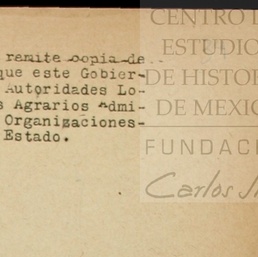 remite copia de
que este Gobier-
Autoridades Lo-
s Agrarios Admi-
Organizaciones-
Estado.
CENTRO D
ESTUDIO
DE HISTOR
DE MEXIC
FUNDAC
Carlos